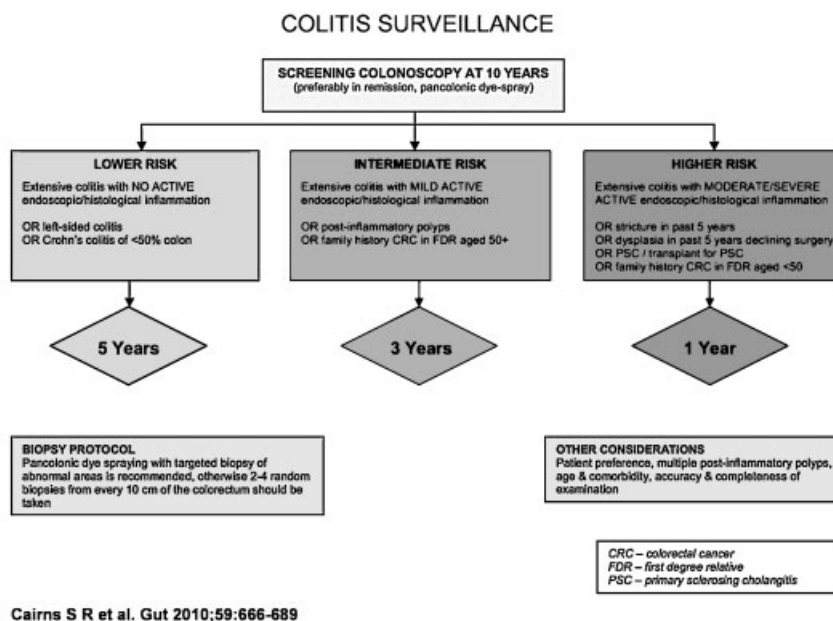 COLITIS SURVEILLANCE
SCREENING COLONOSCOPY AT 10 YEARS
(preferably in remission, pancolonic dye-spray)
LOWER RISK
Extensive colitis with NO ACTIVE
endoscopic/histological inflammation
OR left-sided colitis
OR Crohn's colitis of <50% colon
INTERMEDIATE RISK
Extensive colitis with MILD ACTIVE
endoscopic/histological inflammation
OR post-inflammatory polyps
OR family history CRC in FDR aged 50+
HIGHER RISK
Extensive colitis with MODERATE/SEVERE
ACTIVE endoscopic/histological inflammation
OR stricture in past 5 years
OR dysplasia in past 5 years declining surgery
OR PSC / transplant for PSC
OR family history CRC in FDR aged <50
5 Years
3 Years
1 Year
BIOPSY PROTOCOL
Pancolonic dye spraying with targeted biopsy of
abnormal areas is recommended, otherwise 2-4 random
biopsies from every 10 cm of the colorectum should be
taken
OTHER CONSIDERATIONS
Patient preference, multiple post-inflammatory polyps,
age & comorbidity, accuracy & completeness of
examination
CRC – colorectal cancer
FDR – first degree relative
PSC – primary sclerosing cholangitis
Cairns S R et al. Gut 2010;59:666-689